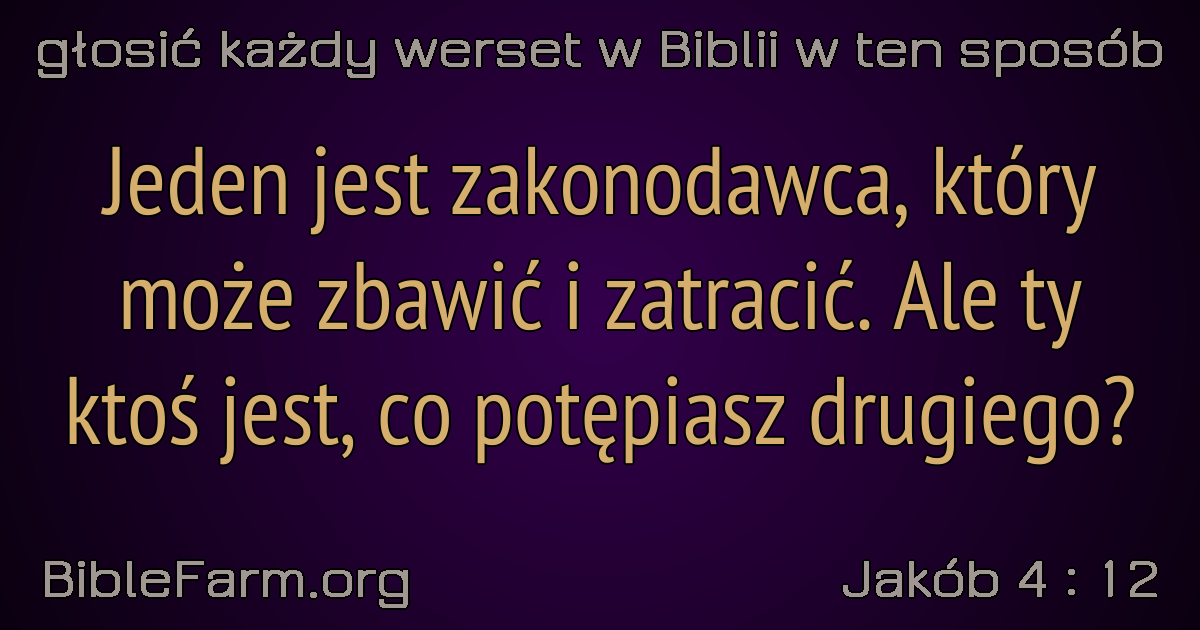 głosić każdy werset w Biblii w ten sposób
Jeden jest zakonodawca, który
może zbawić i zatracić. Ale ty
ktoś jest, co potępiasz drugiego?
BibleFarm.org
Jakób 4 : 12